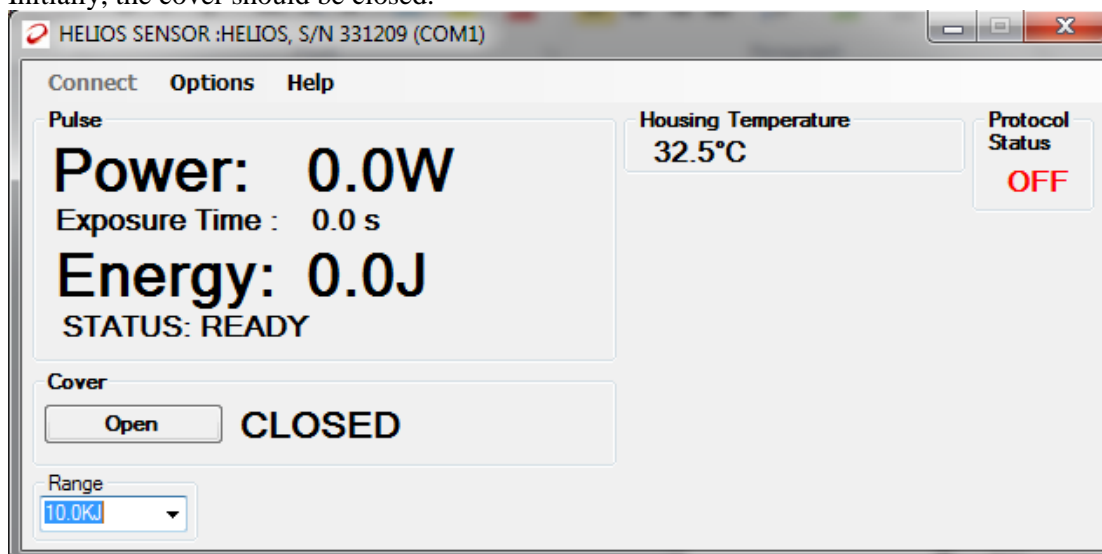 Initially, the cover should be closed.
HELIOS SENSOR :HELIOS, S/N 331209 (COM1)
Connect Options Help
Pulse
Power: 0.0W
Exposure Time : 0.0 s
Energy: 0.0J
STATUS: READY
Housing Temperature
32.5°C
Protocol
Status
OFF
Cover
Open CLOSED
Range
10.0KJ